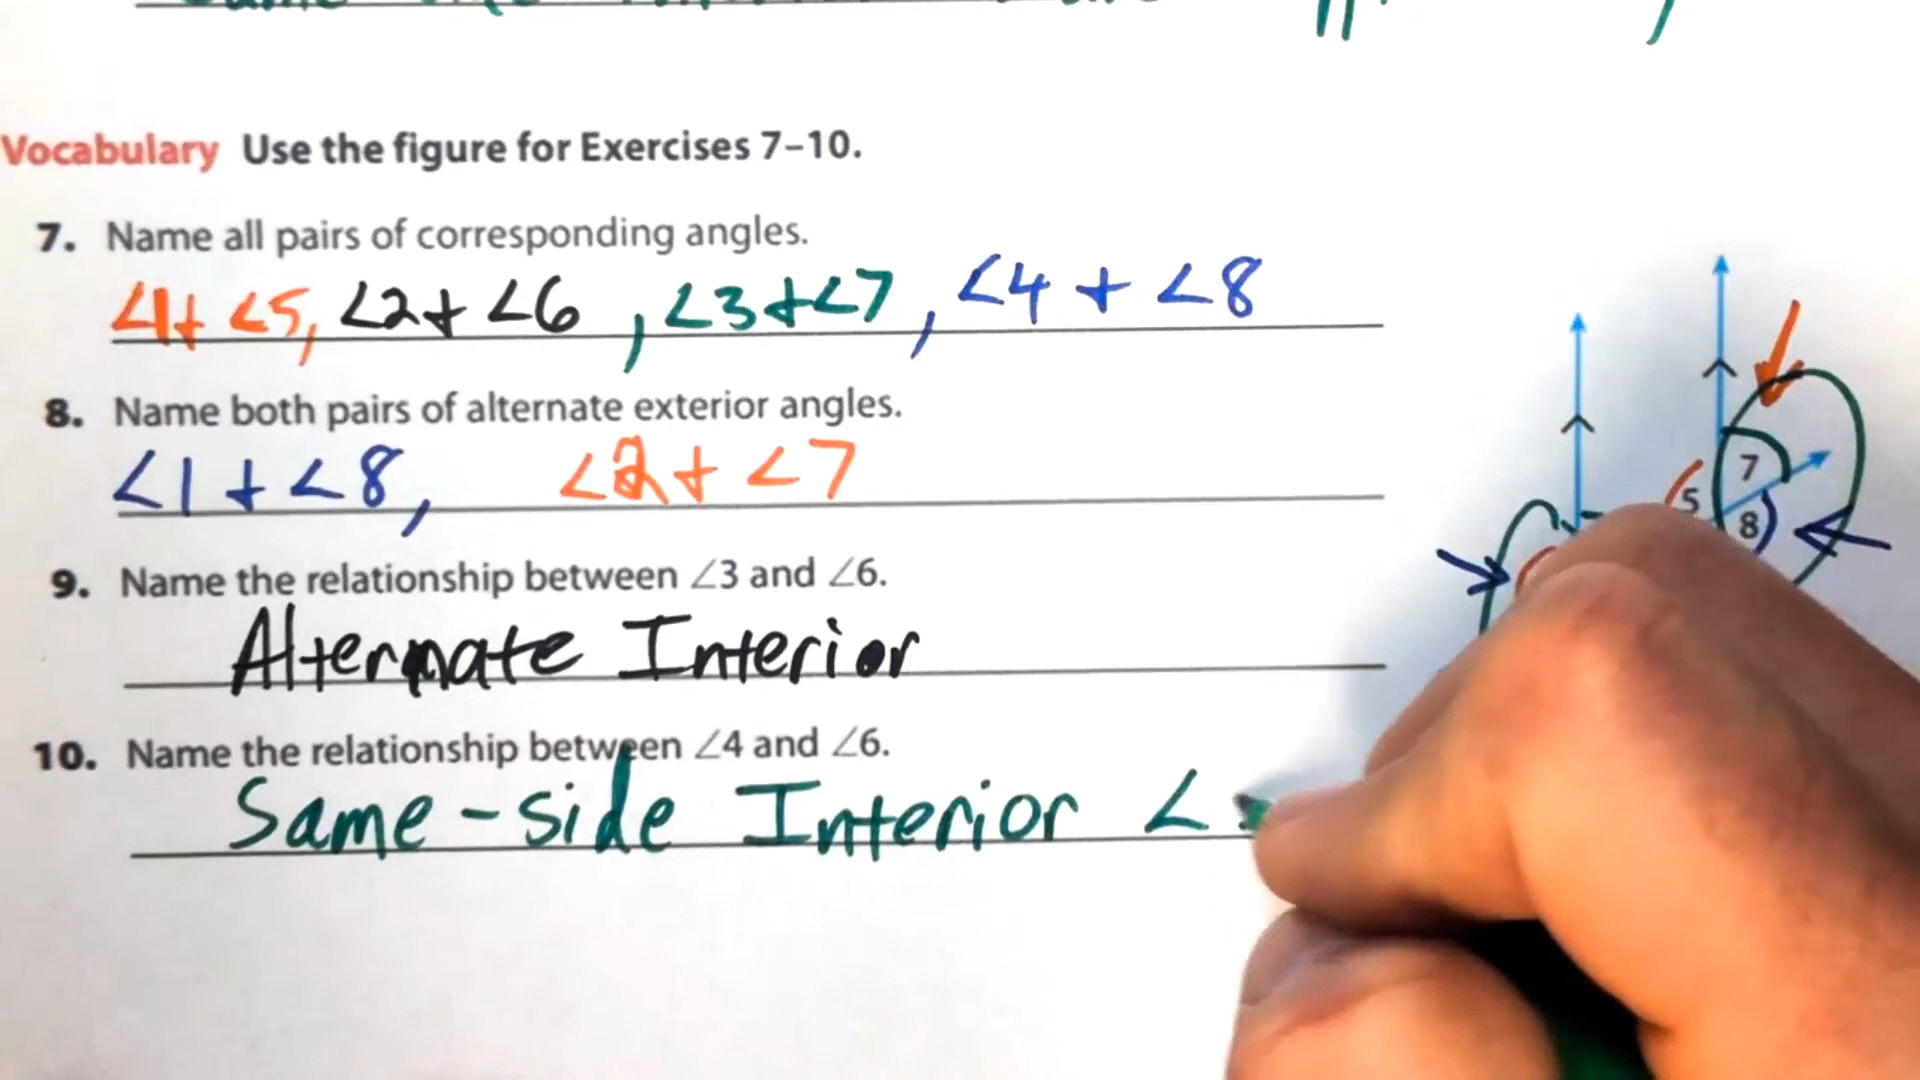 Vocabulary Use the figure for Exercises 7–10.
7. Name all pairs of corresponding angles.
∠1+ ∠5, ∠2+ ∠6 , ∠3+∠7 , ∠4 + ∠8
8. Name both pairs of alternate exterior angles.
∠1 + ∠8, ∠2+ ∠7
9. Name the relationship between ∠3 and ∠6.
Alternate Interior
10. Name the relationship between ∠4 and ∠6.
Same-side Interior ∠
7
5
8